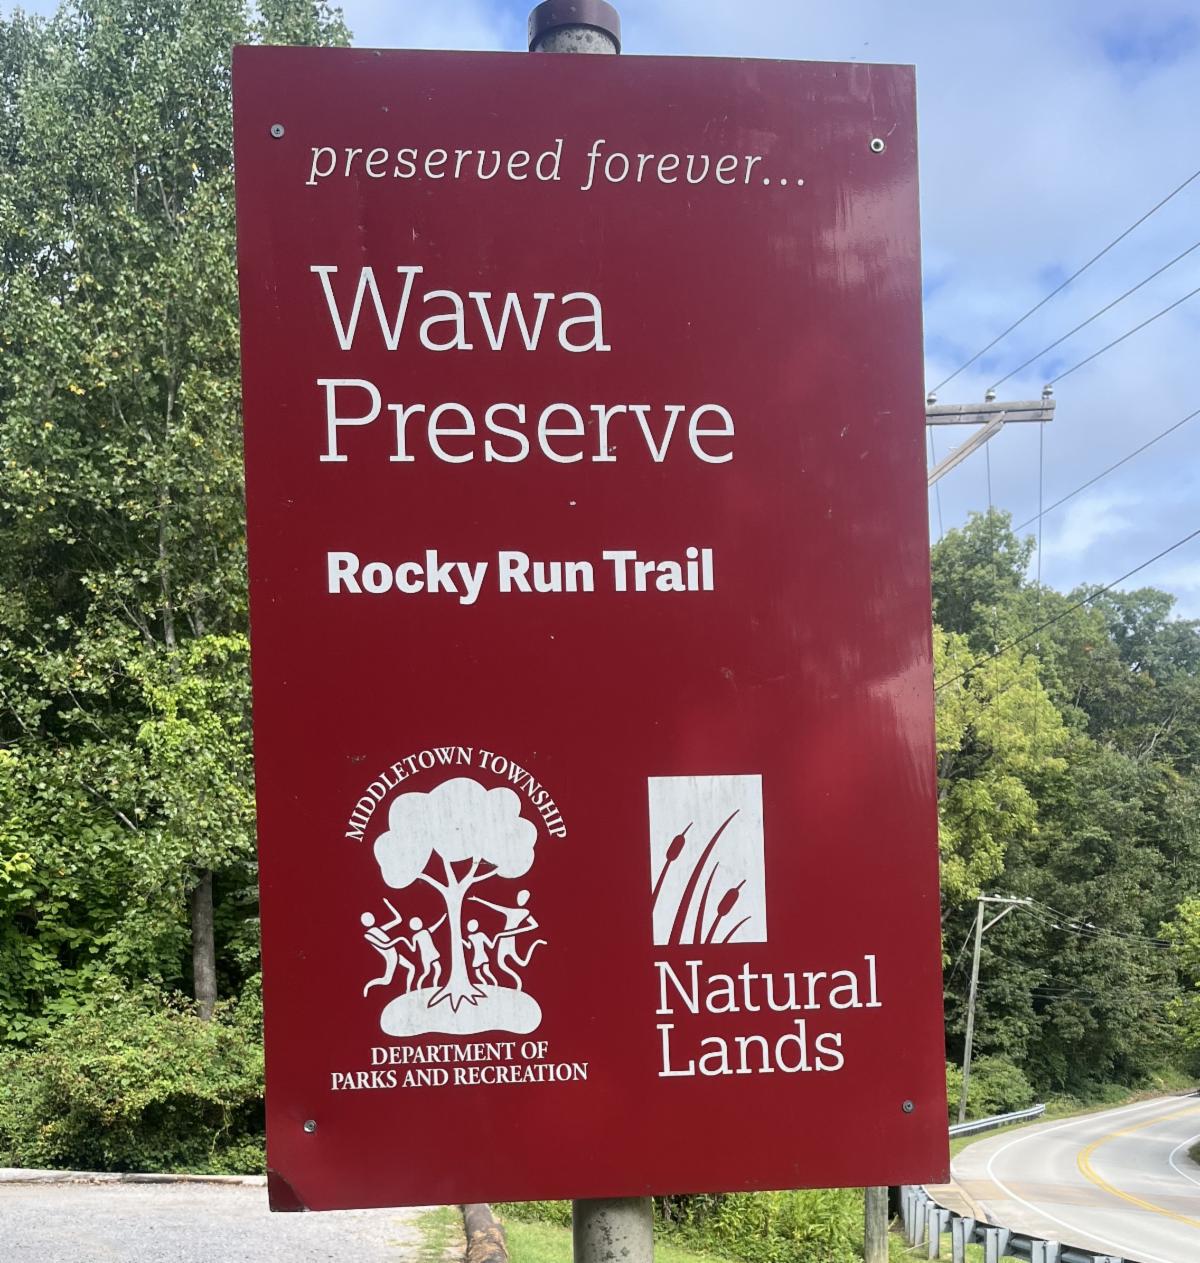 preserved forever...
Wawa
Preserve
Rocky Run Trail
MIDDLETOWN TOWNSHIP
DEPARTMENT OF
PARKS AND RECREATION
Natural
Lands